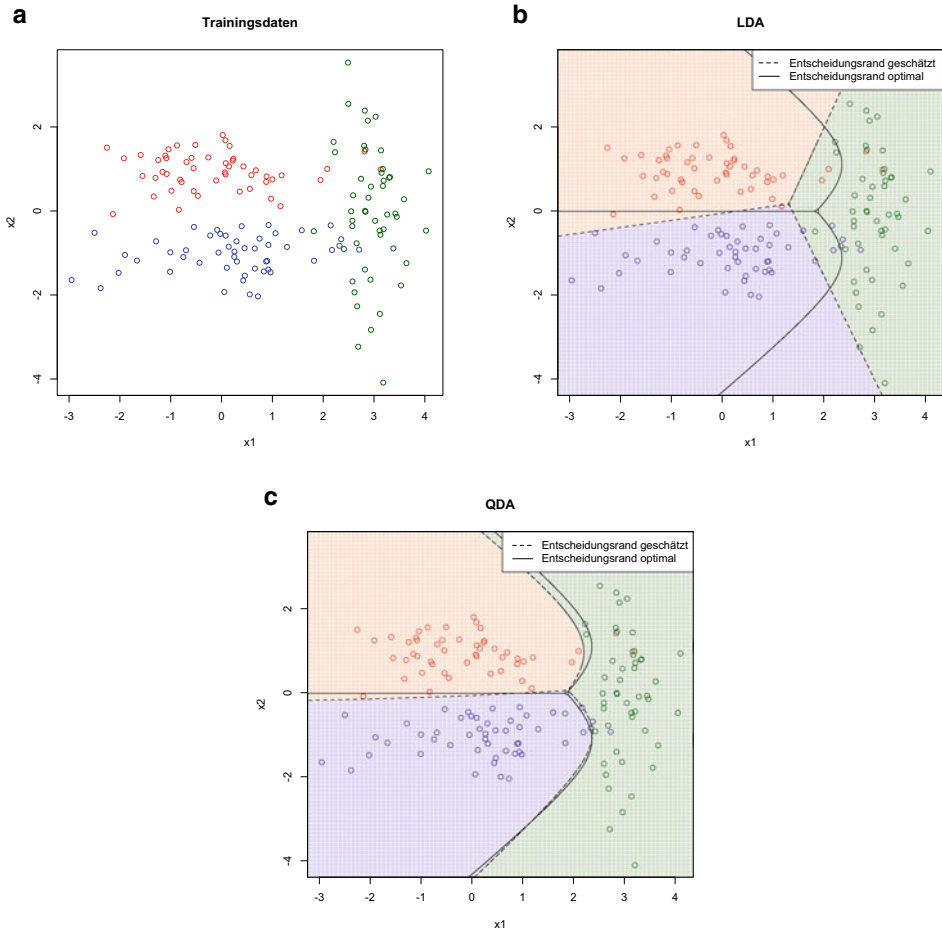 a
Trainingsdaten
2
0
-2
-4
x2
-3 -2 -1 0 1 2 3 4
x1
b
LDA
Entscheidungsrand geschätzt
Entscheidungsrand optimal
2
0
-2
-4
x2
-3 -2 -1 0 1 2 3 4
x1
c
QDA
Entscheidungsrand geschätzt
Entscheidungsrand optimal
2
0
-2
-4
x2
-3 -2 -1 0 1 2 3 4
x1